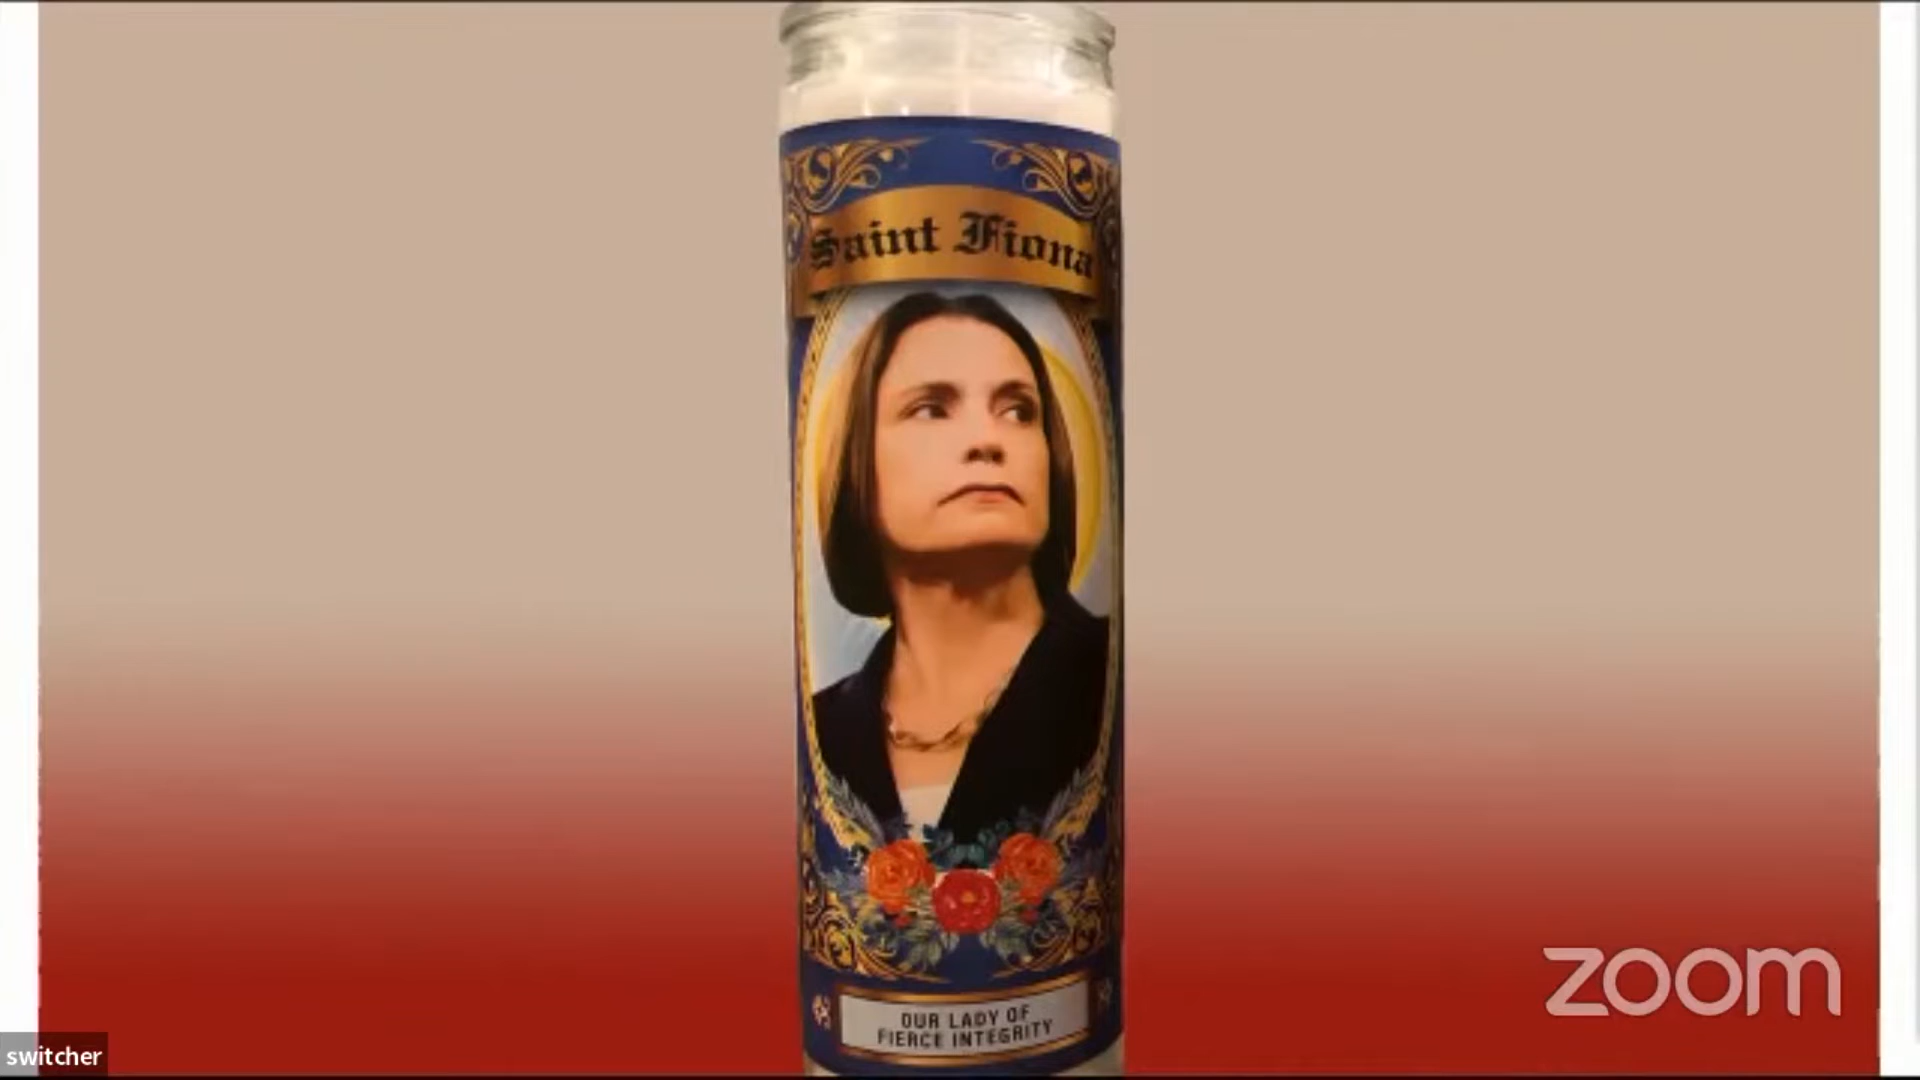 Saint Fiona
OUR LADY OF
FIERCE INTEGRITY
zoom
switcher